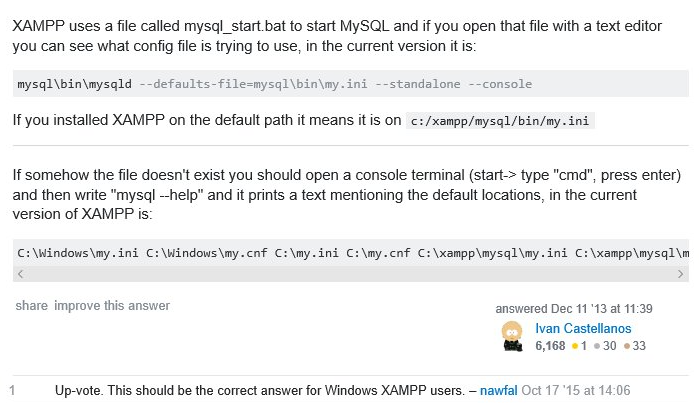 XAMPP uses a file called mysql_start.bat to start MySQL and if you open that file with a text editor
you can see what config file is trying to use, in the current version it is:
mysql\bin\mysqld --defaults-file=mysql\bin\my.ini --standalone --console
If you installed XAMPP on the default path it means it is on c:/xampp/mysql/bin/my.ini
If somehow the file doesn't exist you should open a console terminal (start-> type "cmd", press enter)
and then write "mysql --help" and it prints a text mentioning the default locations, in the current
version of XAMPP is:
C:\Windows\my.ini C:\Windows\my.cnf C:\my.ini C:\my.cnf C:\xampp\mysql\my.ini C:\xampp\mysql\m
share improve this answer
answered Dec 11 '13 at 11:39
Ivan Castellanos
6,168 ●1 ●30 ●33
1 Up-vote. This should be the correct answer for Windows XAMPP users. – nawfal Oct 17 '15 at 14:06